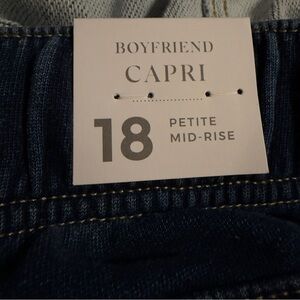 BOYFRIEND
CAPRI
18
PETITE
MID-RISE